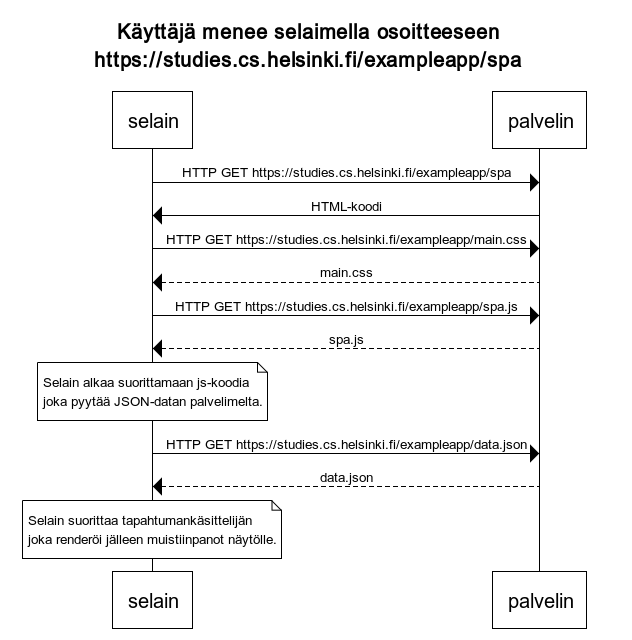 Käyttäjä menee selaimella osoitteeseen
https://studies.cs.helsinki.fi/exampleapp/spa
selain
palvelin
HTTP GET https://studies.cs.helsinki.fi/exampleapp/spa
HTML-koodi
HTTP GET https://studies.cs.helsinki.fi/exampleapp/main.css
main.css
HTTP GET https://studies.cs.helsinki.fi/exampleapp/spa.js
spa.js
Selain alkaa suorittamaan js-koodia
joka pyytää JSON-datan palvelimelta.
HTTP GET https://studies.cs.helsinki.fi/exampleapp/data.json
data.json
Selain suorittaa tapahtumankäsittelijän
joka renderöi jälleen muistiinpanot näytölle.
selain
palvelin